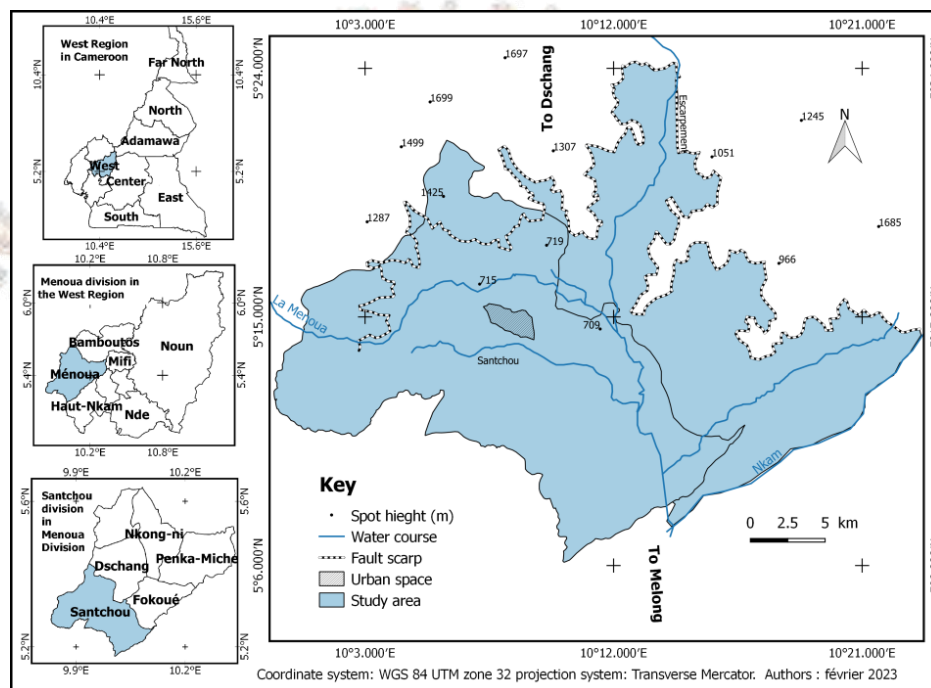 West Region
in Cameroon
10.4°E
15.6°E
10.4°N
10.4°N
5.2°N
5.2°N
Far North
North
Adamawa
West
Center
East
South
10.4°E
15.6°E
10.2°E
10.8°E
Menoua division in
the West Region
6.0°N
6.0°N
5.4°N
5.4°N
Noun
Bamboutos
Mifi
Ménoua
Haut-Nkam
Nde
10.2°E
10.8°E
9.9°E
10.2°E
Santchou
division
in
Menoua
Division
5.6°N
5.6°N
5.2°N
5.2°N
Nkong-ni
Penka-Miche
Dschang
Fokoué
Santchou
9.9°E
10.2°E
10°3.000'E
10°12.000'E
10°21.000'E
5°24.000'N
5°15.000'N
5°6.000'N
To Dschang
Escarpement
N
1697
1699
1245
1499
1307
1051
1425
1287
1685
719
966
715
709
La Menoua
Santchou
Nkam
To Melong
Key
Spot hieght (m)
Water course
Fault scarp
Urban space
Study area
0 2.5 5 km
10°3.000'E
10°12.000'E
10°21.000'E
Coordinate system: WGS 84 UTM zone 32 projection system: Transverse Mercator. Authors : février 2023